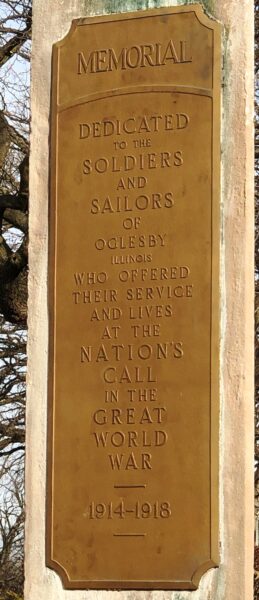 MEMORIAL
DEDICATED
TO THE
SOLDIERS
AND
SAILORS
OF
OGLESBY
ILLINOIS
WHO OFFERED
THEIR SERVICE
AND LIVES
AT THE
NATION'S
CALL
IN THE
GREAT
WORLD
WAR
1914-1918